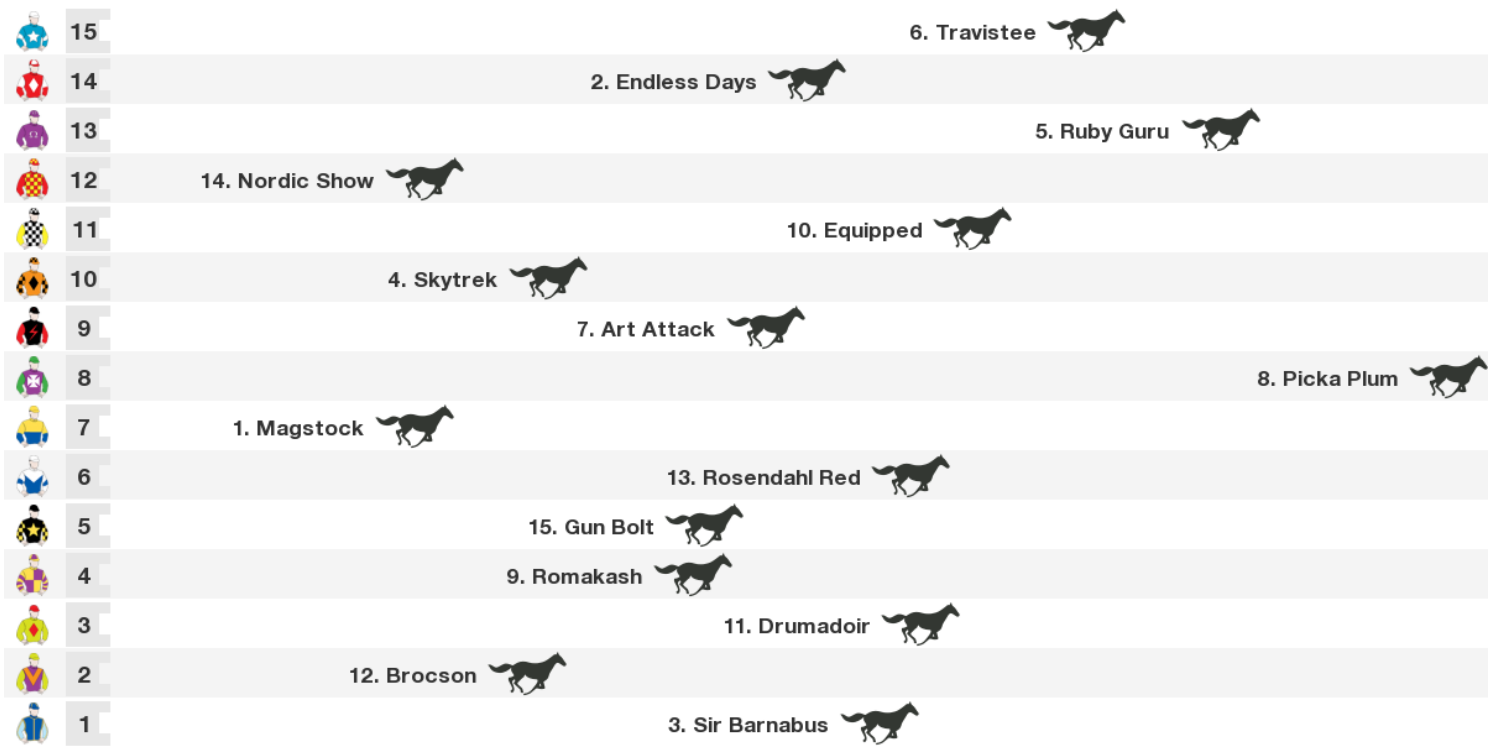 15 6. Travistee
14 2. Endless Days
13 5. Ruby Guru
12 14. Nordic Show
11 10. Equipped
10 4. Skytrek
9 7. Art Attack
8 8. Picka Plum
7 1. Magstock
6 13. Rosendahl Red
5 15. Gun Bolt
4 9. Romakash
3 11. Drumadoir
2 12. Brocson
1 3. Sir Barnabus